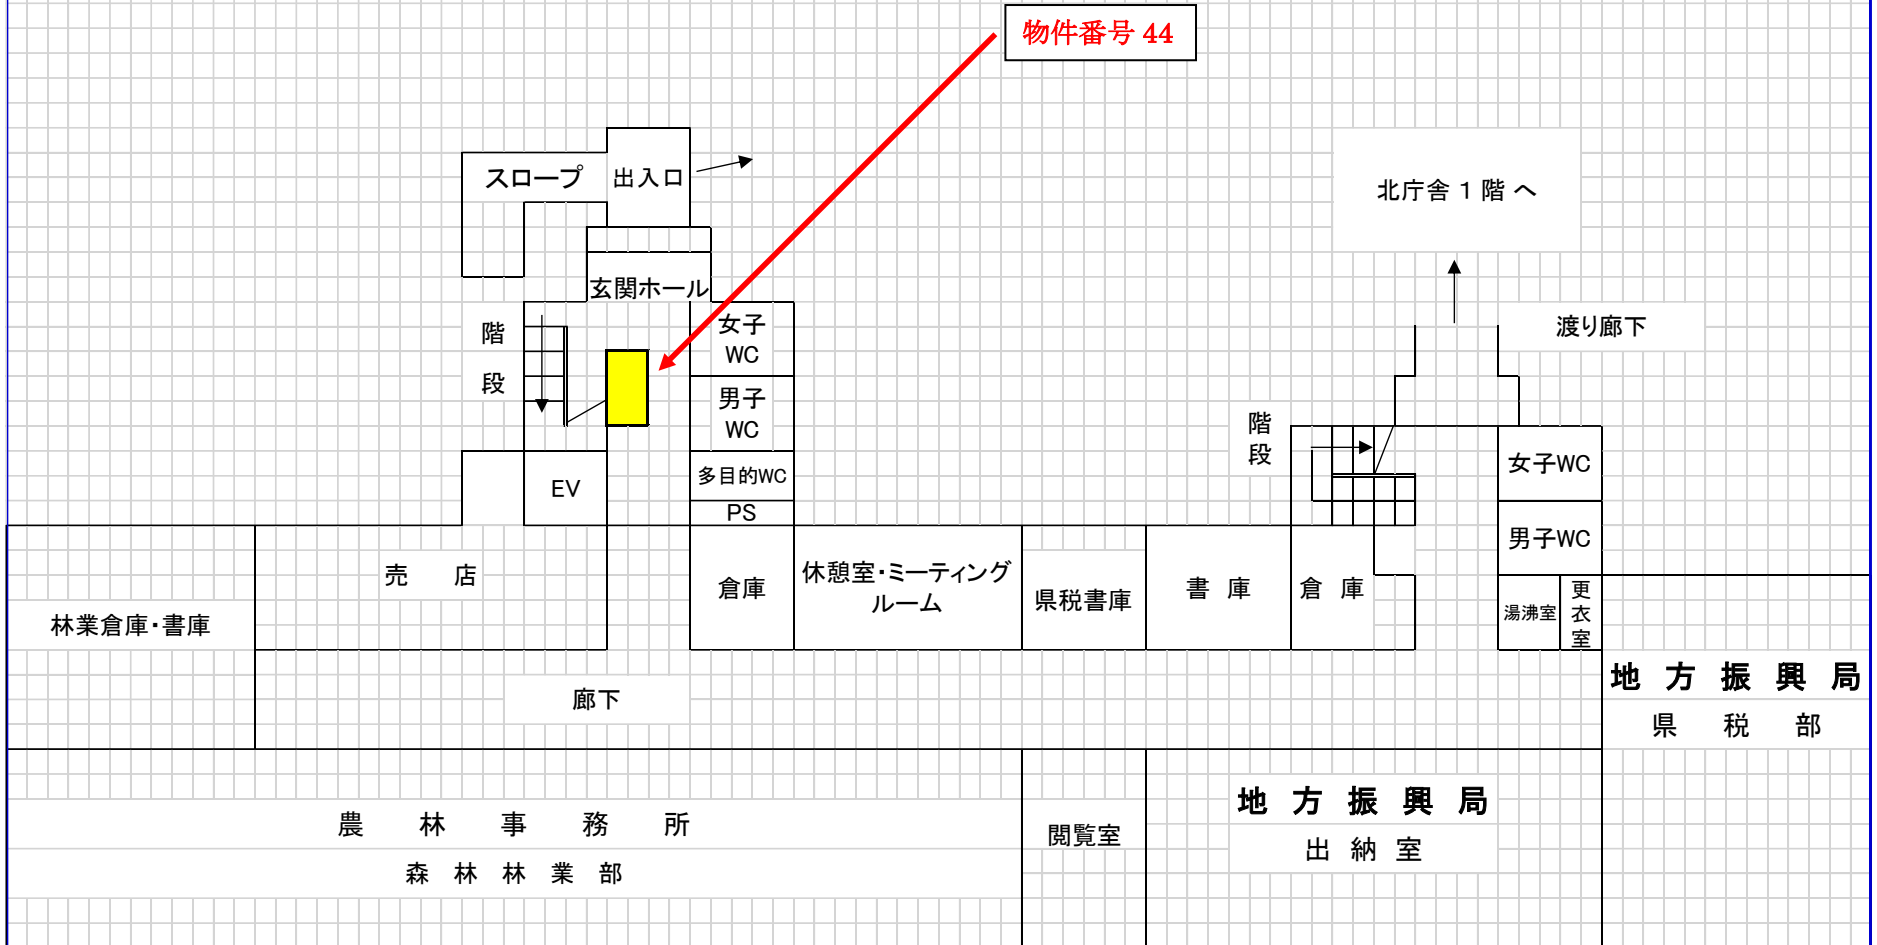 物件番号 44
スロープ
出入口
北庁舎 1 階 へ
玄関ホール
階
段
女子
WC
渡り廊下
男子
WC
階
段
多目的WC
EV
PS
女子WC
男子WC
売 店
倉庫
休憩室・ミーティング
ルーム
県税書庫
書 庫
倉 庫
湯沸室
更
衣
室
林業倉庫・書庫
廊下
地 方 振 興 局
県 税 部
農 林 事 務 所
森 林 林 業 部
閲覧室
地 方 振 興 局
出 納 室